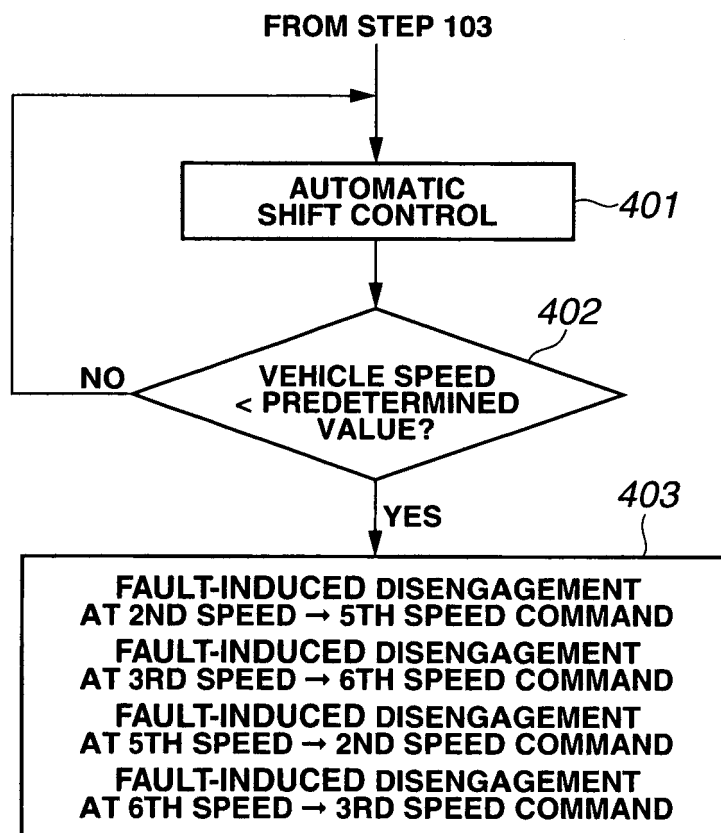 FROM STEP 103
AUTOMATIC
SHIFT CONTROL
401
402
NO
VEHICLE SPEED
< PREDETERMINED
VALUE?
YES
403
FAULT-INDUCED DISENGAGEMENT
AT 2ND SPEED → 5TH SPEED COMMAND
FAULT-INDUCED DISENGAGEMENT
AT 3RD SPEED → 6TH SPEED COMMAND
FAULT-INDUCED DISENGAGEMENT
AT 5TH SPEED → 2ND SPEED COMMAND
FAULT-INDUCED DISENGAGEMENT
AT 6TH SPEED → 3RD SPEED COMMAND